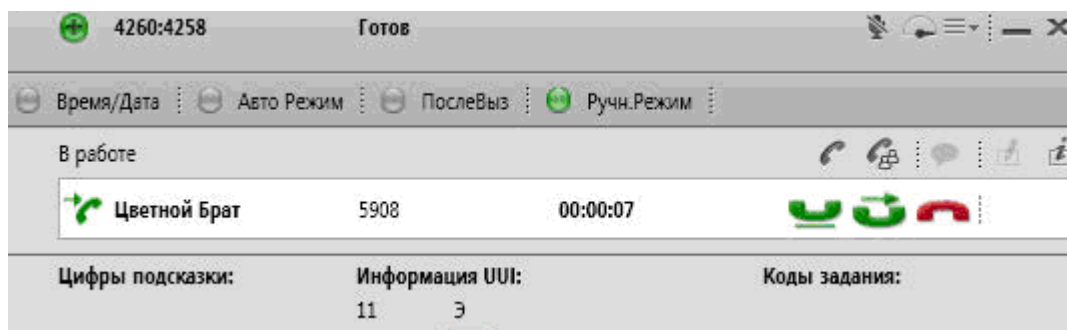 4260:4258 Готов
Время/Дата Авто Режим ПослеВыз Ручн.Режим
В работе
Цветной Брат 5908 00:00:07
Цифры подсказки: Информация UUI: Коды задания:
11 Э